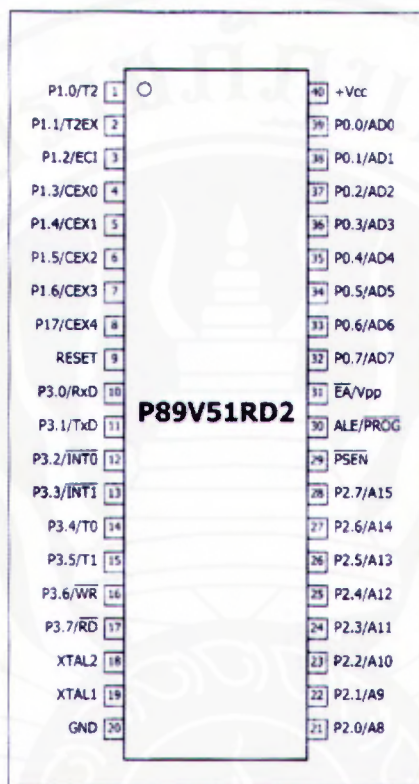 P1.0/T2 1 40 +Vcc
P1.1/T2EX 2 39 P0.0/AD0
P1.2/ECI 3 38 P0.1/AD1
P1.3/CEX0 4 37 P0.2/AD2
P1.4/CEX1 5 36 P0.3/AD3
P1.5/CEX2 6 35 P0.4/AD4
P1.6/CEX3 7 34 P0.5/AD5
P17/CEX4 8 33 P0.6/AD6
RESET 9 32 P0.7/AD7
P3.0/RxD 10 31 EA/Vpp
P89V51RD2
P3.1/TxD 11 30 ALE/PROG
P3.2/INT0 12 29 PSEN
P3.3/INT1 13 28 P2.7/A15
P3.4/T0 14 27 P2.6/A14
P3.5/T1 15 26 P2.5/A13
P3.6/WR 16 25 P2.4/A12
P3.7/RD 17 24 P2.3/A11
XTAL2 18 23 P2.2/A10
XTAL1 19 22 P2.1/A9
GND 20 21 P2.0/A8